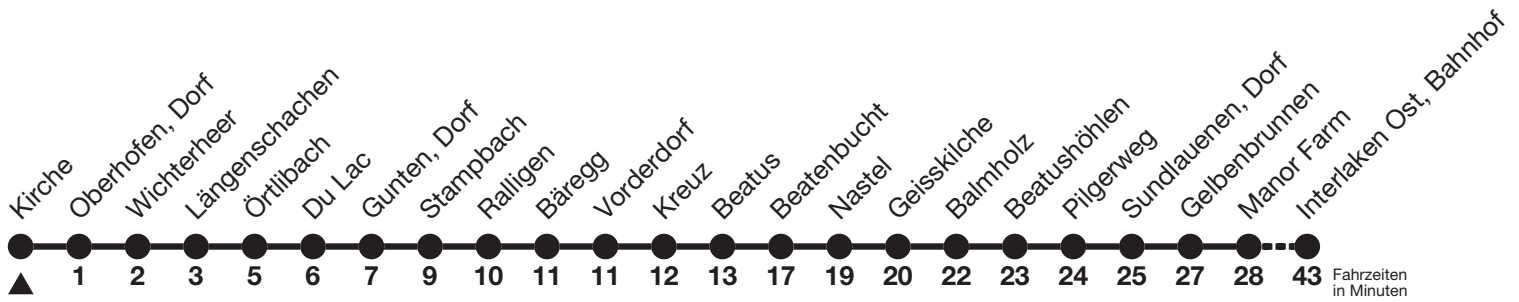 Kirche
Oberhofen, Dorf
Wichterheer
Längenschachen
Örtlibach
Du Lac
Gunten, Dorf
Stampbach
Ralligen
Bäregg
Vorderdorf
Kreuz
Beatus
Beatenbucht
Nastel
Geisskilche
Balmholz
Beatushöhlen
Pilgerweg
Sundlauenen, Dorf
Gelbenbrunnen
Manor Farm
Interlaken Ost, Bahnhof
1 2 3 5 6 7 9 10 11 11 12 13 17 19 20 22 23 24 25 27 28 43
Fahrzeiten
in Minuten